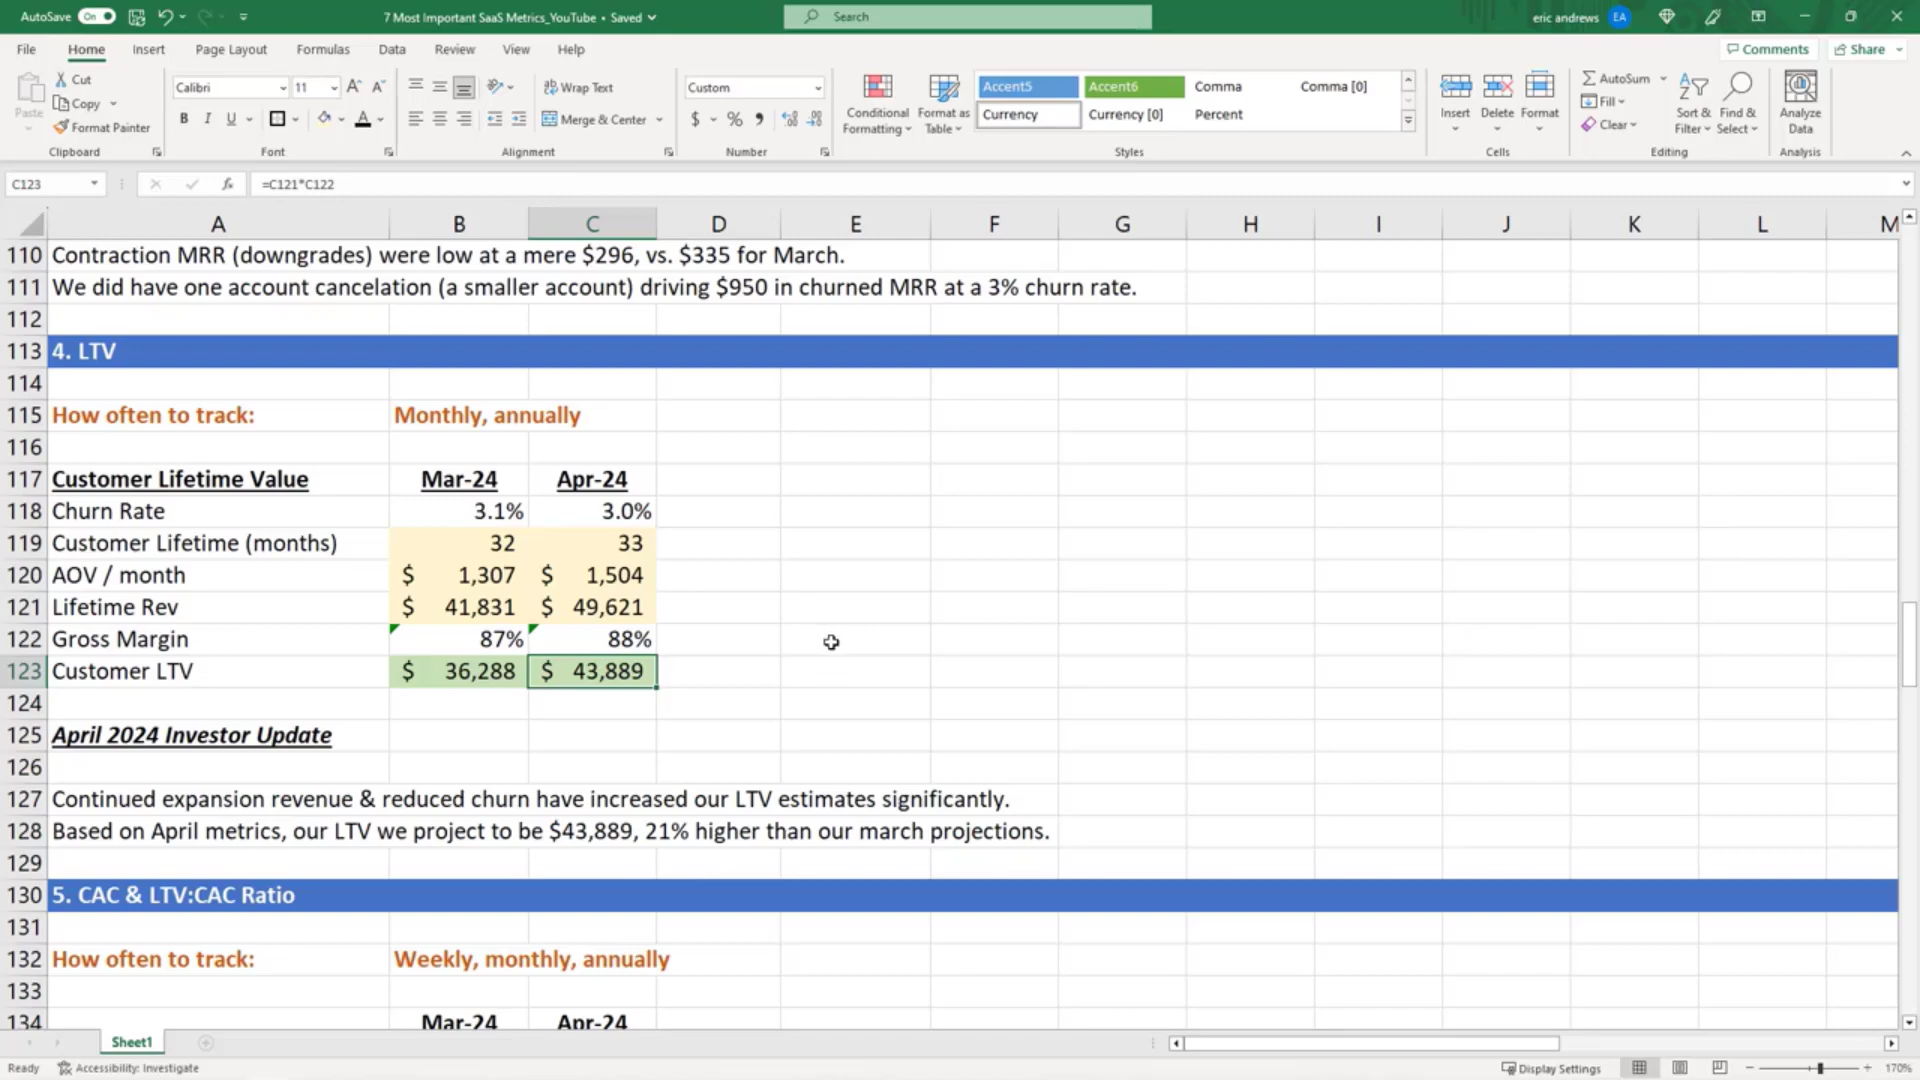 AutoSave On 7 Most Important SaaS Metrics_YouTube • Saved Search eric andrews EA
File Home Insert Page Layout Formulas Data Review View Help Comments Share
Paste Cut Copy Format Painter Clipboard
Calibri 11 B I U A Font
Wrap Text Merge & Center Alignment
Custom $ % 9 Number
Conditional Formatting Format as Table
Accent5 Accent6 Comma Comma [0]
Currency Currency [0] Percent
Styles
Insert Delete Format Cells
AutoSum Fill Clear Sort & Filter Find & Select Editing
Analyze Data Analysis
C123 fx =C121*C122
A B C D E F G H I J K L M
110 Contraction MRR (downgrades) were low at a mere $296, vs. $335 for March.
111 We did have one account cancelation (a smaller account) driving $950 in churned MRR at a 3% churn rate.
112
113 4. LTV
114
115 How often to track: Monthly, annually
116
117 Customer Lifetime Value Mar-24 Apr-24
118 Churn Rate 3.1% 3.0%
119 Customer Lifetime (months) 32 33
120 AOV / month $ 1,307 $ 1,504
121 Lifetime Rev $ 41,831 $ 49,621
122 Gross Margin 87% 88%
123 Customer LTV $ 36,288 $ 43,889
124
125 April 2024 Investor Update
126
127 Continued expansion revenue & reduced churn have increased our LTV estimates significantly.
128 Based on April metrics, our LTV we project to be $43,889, 21% higher than our march projections.
129
130 5. CAC & LTV:CAC Ratio
131
132 How often to track: Weekly, monthly, annually
133
134 Mar-24 Apr-24
Sheet1
Ready Accessibility: Investigate Display Settings 170%